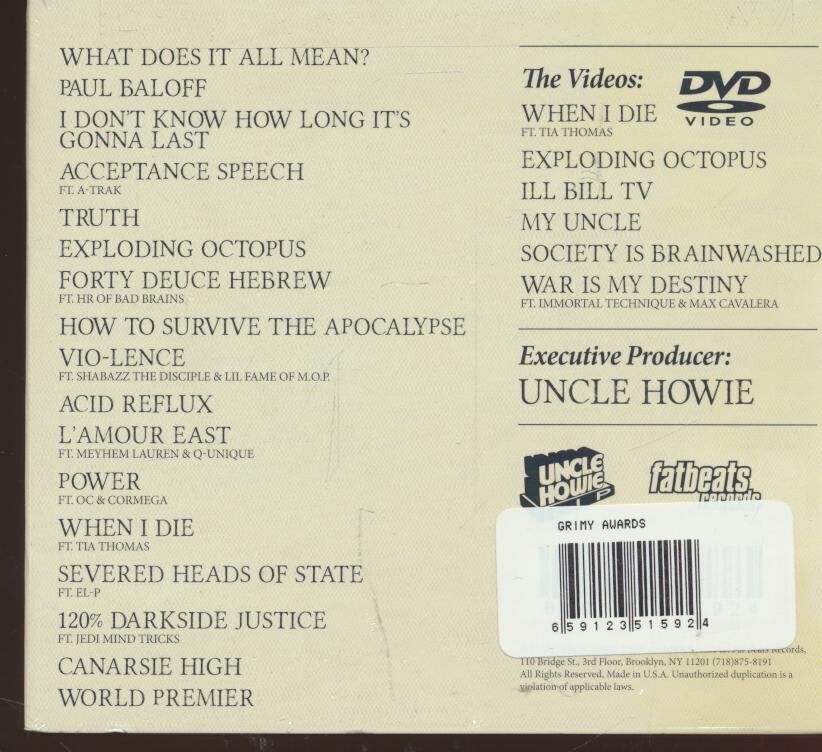 WHAT DOES IT ALL MEAN?
PAUL BALOFF
I DON'T KNOW HOW LONG IT'S
GONNA LAST
ACCEPTANCE SPEECH
FT. A-TRAK
TRUTH
EXPLODING OCTOPUS
FORTY DEUCE HEBREW
FT. HR OF BAD BRAINS
HOW TO SURVIVE THE APOCALYPSE
VIO-LENCE
FT. SHABAZZ THE DISCIPLE & LIL FAME OF M.O.P.
ACID REFLUX
L'AMOUR EAST
FT. MEYHEM LAUREN & Q-UNIQUE
POWER
FT. OC & CORMEGA
WHEN I DIE
FT. TIA THOMAS
SEVERED HEADS OF STATE
FT. EL-P
120% DARKSIDE JUSTICE
FT. JEDI MIND TRICKS
CANARSIE HIGH
WORLD PREMIER
The Videos:
DVD
VIDEO
WHEN I DIE
FT. TIA THOMAS
EXPLODING OCTOPUS
ILL BILL TV
MY UNCLE
SOCIETY IS BRAINWASHED
WAR IS MY DESTINY
FT. IMMORTAL TECHNIQUE & MAX CAVALERA
Executive Producer:
UNCLE HOWIE
UNCLE
HOWIE
fatbeats
records
GRIMY AWARDS
6 59123 51592 4
Beats Records,
110 Bridge St., 3rd Floor, Brooklyn, NY 11201 (718)875-8191
All Rights Reserved, Made in U.S.A. Unauthorized duplication is a
violation of applicable laws.